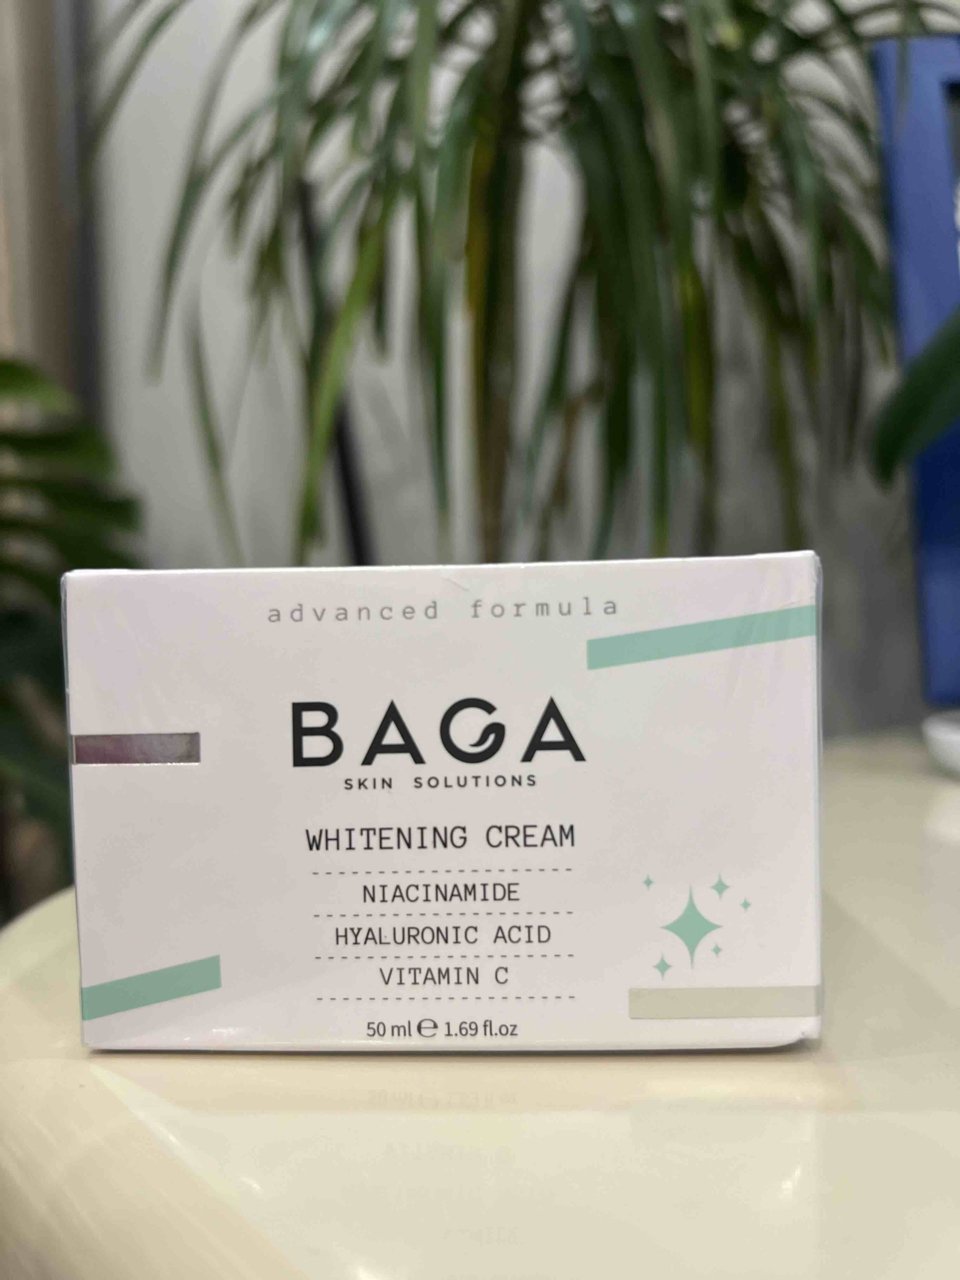 advanced formula
BAGA
SKIN SOLUTIONS
WHITENING CREAM
NIACINAMIDE
HYALURONIC ACID
VITAMIN C
50 ml ℮ 1.69 fl.oz